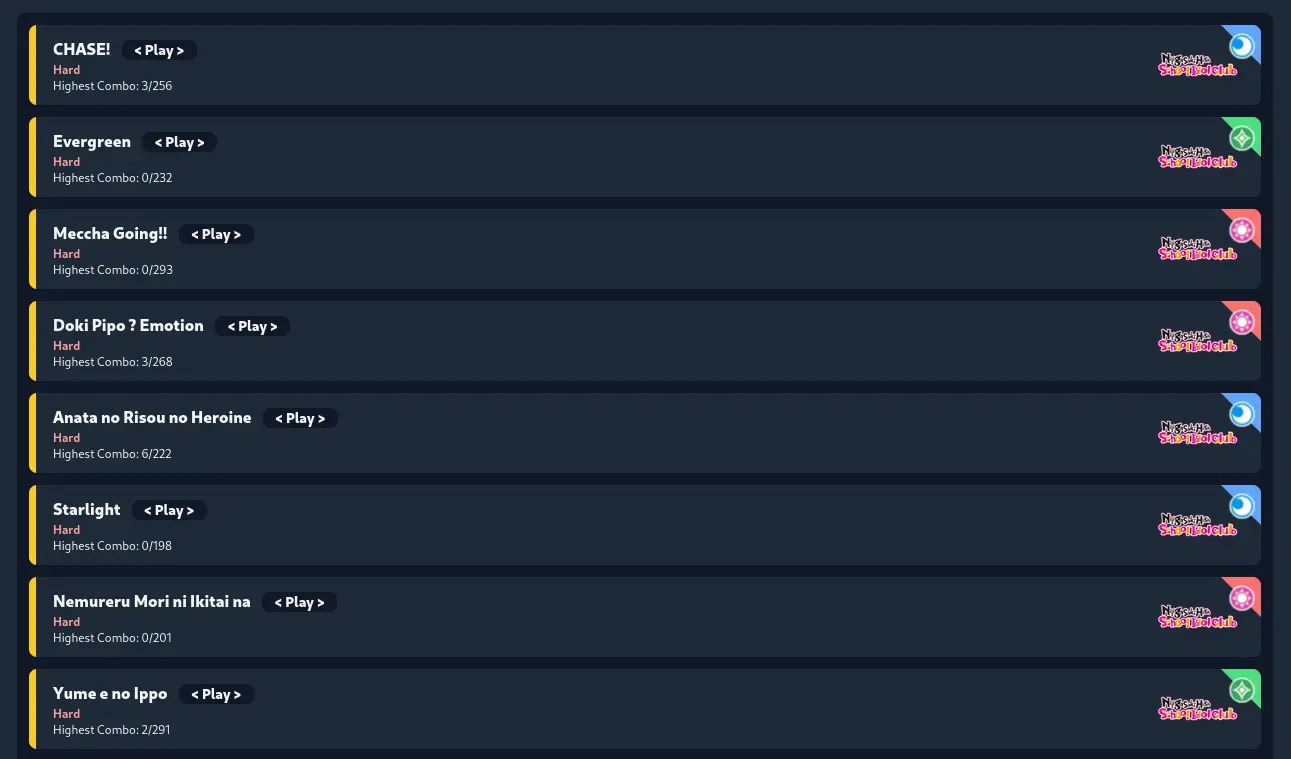 CHASE! < Play >
Hard
Highest Combo: 3/256
Evergreen < Play >
Hard
Highest Combo: 0/232
Meccha Going!! < Play >
Hard
Highest Combo: 0/293
Doki Pipo ? Emotion < Play >
Hard
Highest Combo: 3/268
Anata no Risou no Heroine < Play >
Hard
Highest Combo: 6/222
Starlight < Play >
Hard
Highest Combo: 0/198
Nemureru Mori ni Ikitai na < Play >
Hard
Highest Combo: 0/201
Yume e no Ippo < Play >
Hard
Highest Combo: 2/291